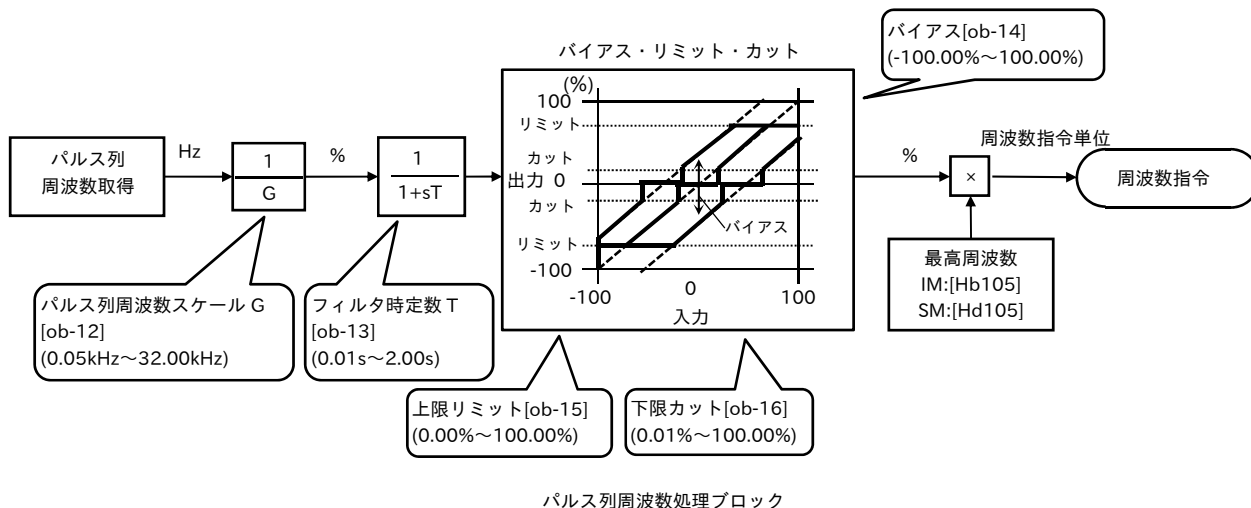 バイアス[ob-14]
(-100.00%～100.00%)
バイアス・リミット・カット
(%)
100
リミット
カット
出力 0
カット
リミット
-100
バイアス
-100
0
100
入力
パルス列
周波数取得
Hz
1
G
%
1
1+sT
%
×
周波数指令単位
周波数指令
最高周波数
IM:[Hb105]
SM:[Hd105]
パルス列周波数スケール G
[ob-12]
(0.05kHz～32.00kHz)
フィルタ時定数 T
[ob-13]
(0.01s～2.00s)
上限リミット[ob-15]
(0.00%～100.00%)
下限カット[ob-16]
(0.01%～100.00%)
パルス列周波数処理ブロック